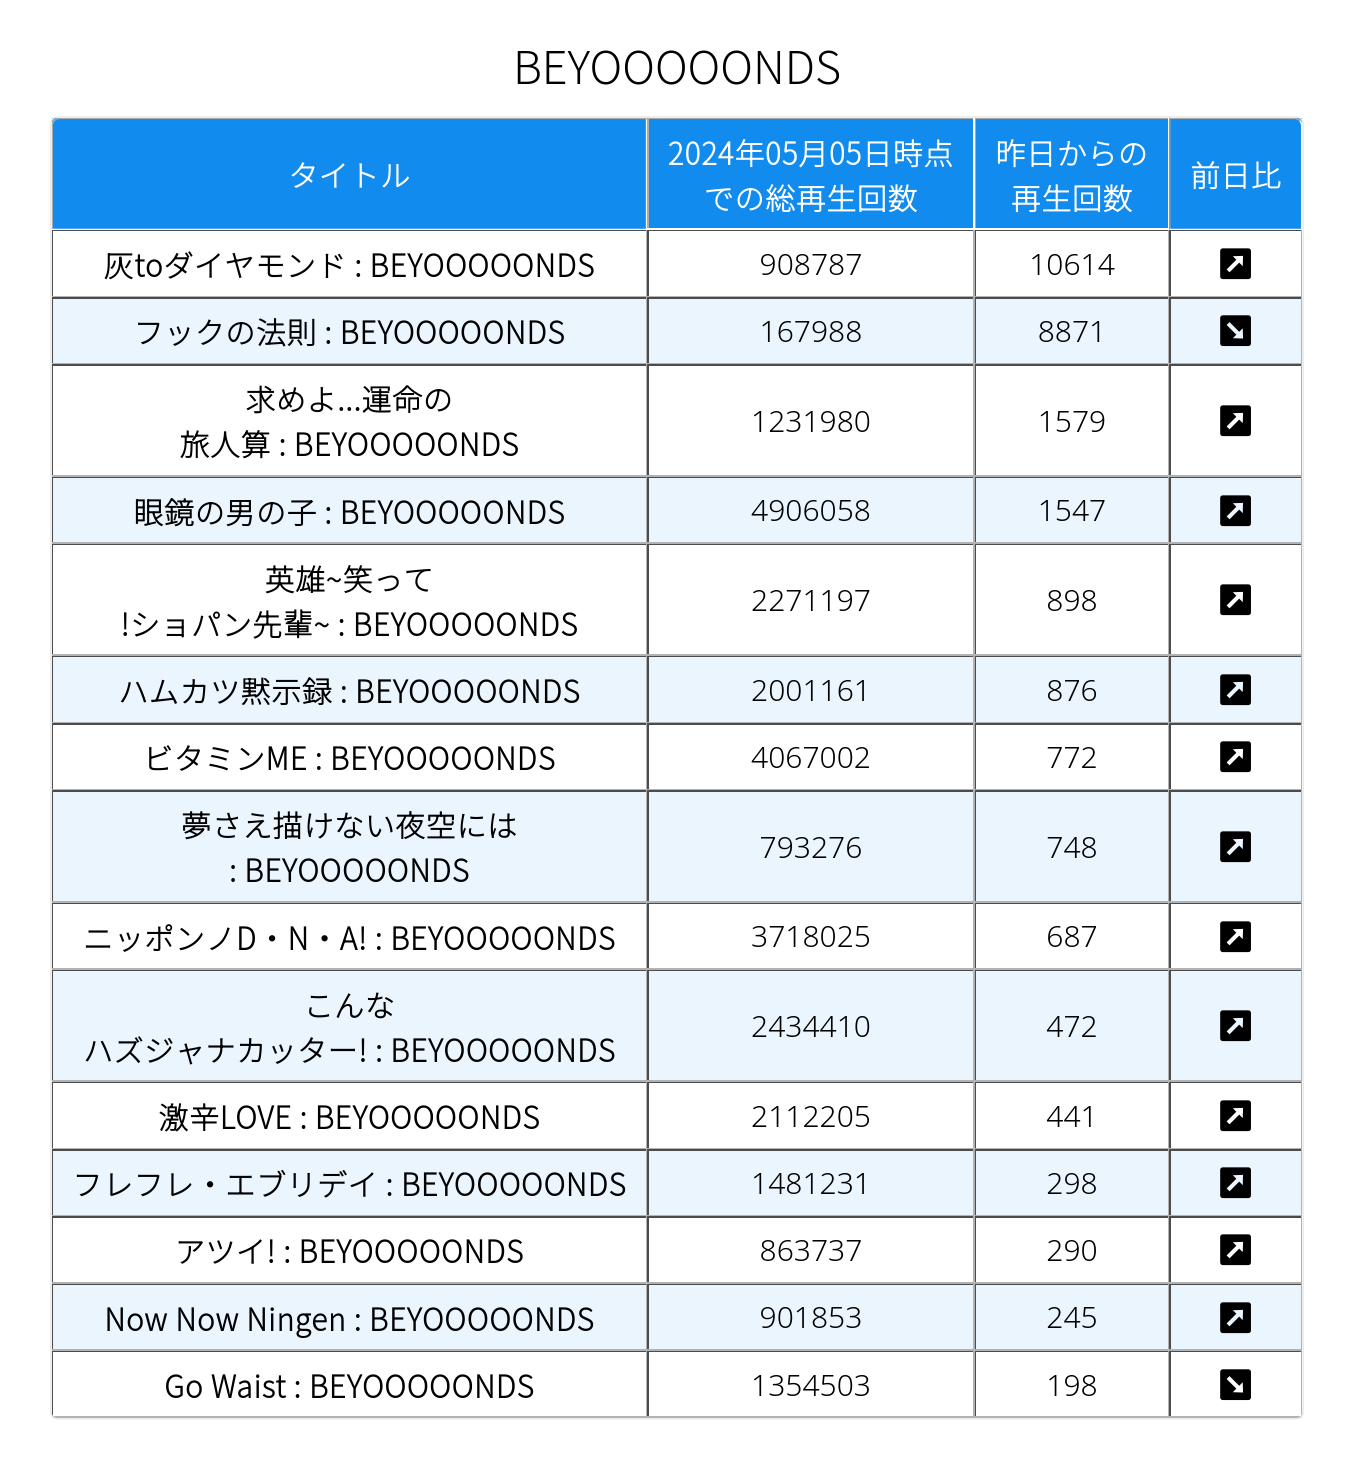 BEYOOOOONDS
タイトル
2024年05月05日時点
での総再生回数
昨日からの
再生回数
前日比
灰toダイヤモンド : BEYOOOOONDS 908787 10614
フックの法則 : BEYOOOOONDS 167988 8871
求めよ...運命の
旅人算 : BEYOOOOONDS 1231980 1579
眼鏡の男の子 : BEYOOOOONDS 4906058 1547
英雄~笑って
!ショパン先輩~ : BEYOOOOONDS 2271197 898
ハムカツ黙示録 : BEYOOOOONDS 2001161 876
ビタミンME : BEYOOOOONDS 4067002 772
夢さえ描けない夜空には
: BEYOOOOONDS 793276 748
ニッポンノD・N・A! : BEYOOOOONDS 3718025 687
こんな
ハズジャナカッター! : BEYOOOOONDS 2434410 472
激辛LOVE : BEYOOOOONDS 2112205 441
フレフレ・エブリデイ : BEYOOOOONDS 1481231 298
アツイ! : BEYOOOOONDS 863737 290
Now Now Ningen : BEYOOOOONDS 901853 245
Go Waist : BEYOOOOONDS 1354503 198